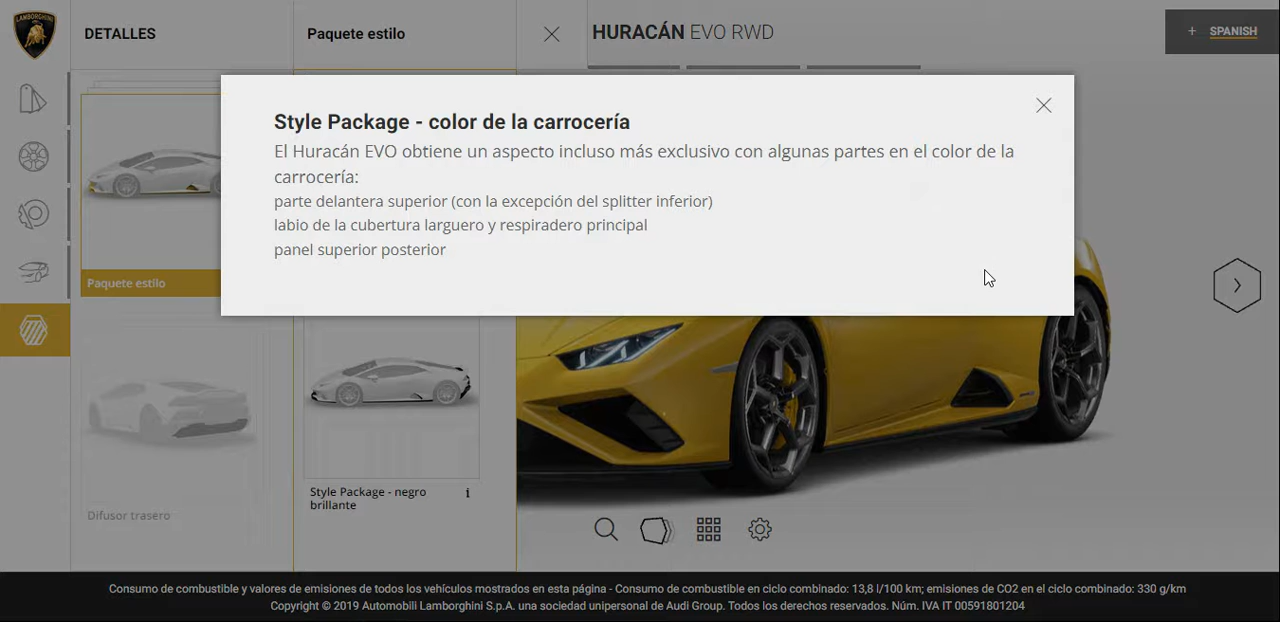 LAMBORGHINI
DETALLES
Paquete estilo
HURACÁN EVO RWD
+ SPANISH
Style Package - color de la carrocería
El Huracán EVO obtiene un aspecto incluso más exclusivo con algunas partes en el color de la
carrocería:
parte delantera superior (con la excepción del splitter inferior)
labio de la cubertura larguero y respiradero principal
panel superior posterior
Paquete estilo
Style Package - negro
brillante
i
Difusor trasero
Consumo de combustible y valores de emisiones de todos los vehículos mostrados en esta página - Consumo de combustible en ciclo combinado: 13,8 l/100 km; emisiones de CO2 en el ciclo combinado: 330 g/km
Copyright © 2019 Automobili Lamborghini S.p.A. una sociedad unipersonal de Audi Group. Todos los derechos reservados. Núm. IVA IT 00591801204